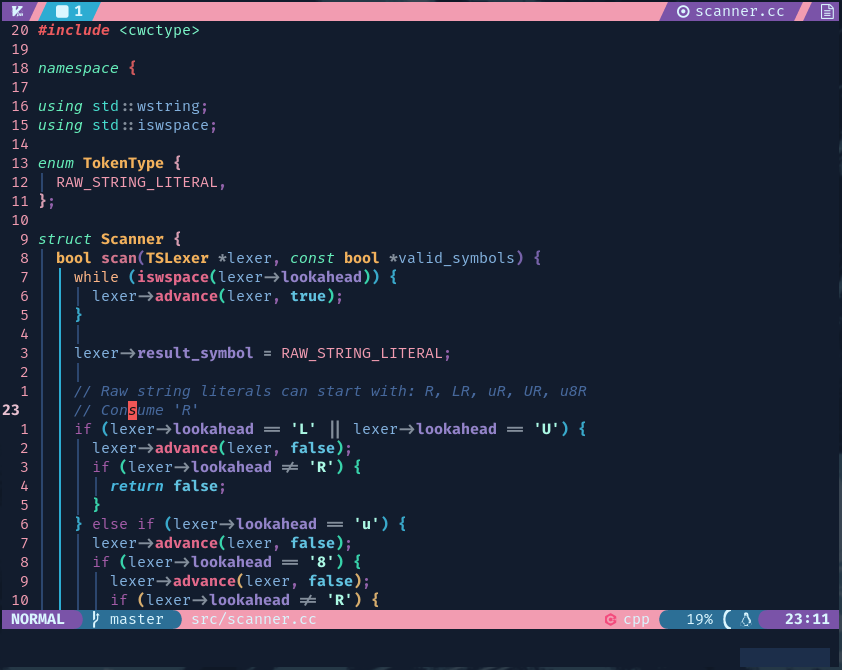 1 scanner.cc
20 #include <cwctype>
19
18 namespace {
17
16 using std::wstring;
15 using std::iswspace;
14
13 enum TokenType {
12   RAW_STRING_LITERAL,
11 };
10
9 struct Scanner {
8   bool scan(TSLexer *lexer, const bool *valid_symbols) {
7     while (iswspace(lexer->lookahead)) {
6       lexer->advance(lexer, true);
5     }
4
3     lexer->result_symbol = RAW_STRING_LITERAL;
2
1     // Raw string literals can start with: R, LR, uR, UR, u8R
23     // Consume 'R'
1     if (lexer->lookahead == 'L' || lexer->lookahead == 'U') {
2       lexer->advance(lexer, false);
3       if (lexer->lookahead != 'R') {
4         return false;
5       }
6     } else if (lexer->lookahead == 'u') {
7       lexer->advance(lexer, false);
8       if (lexer->lookahead == '8') {
9         lexer->advance(lexer, false);
10         if (lexer->lookahead != 'R') {
NORMAL master src/scanner.cc cpp 19% 23:11